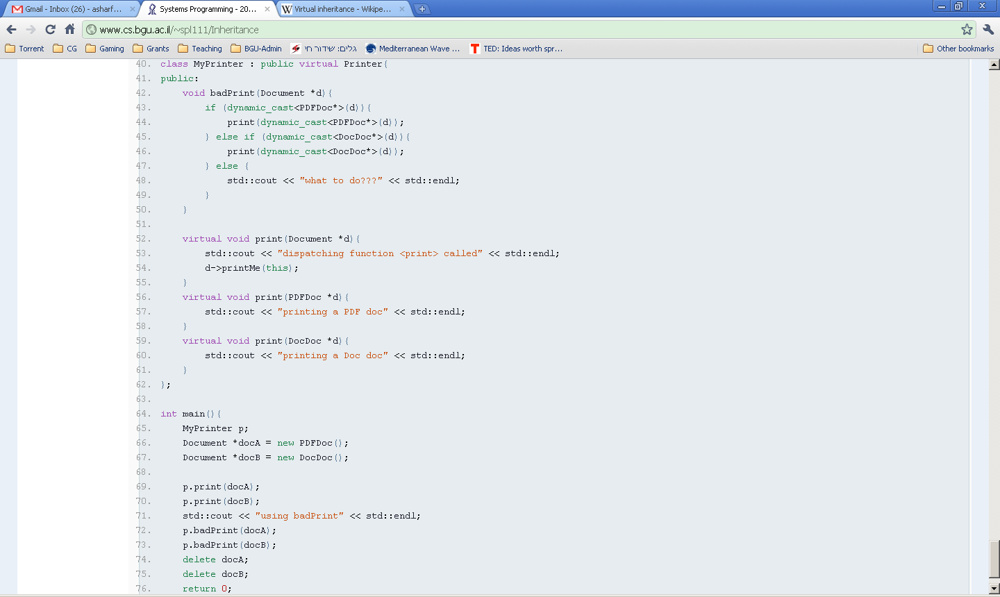 Gmail - Inbox (26) - asharf... Systems Programming - 20... Virtual inheritance - Wikipe...
www.cs.bgu.ac.il/~spl111/Inheritance
Torrent CG Gaming Grants Teaching BGU-Admin גלים: שידור חי Mediterranean Wave ... TED: Ideas worth spr... Other bookmarks
40. class MyPrinter : public virtual Printer{
41. public:
42. void badPrint(Document *d){
43. if (dynamic_cast<PDFDoc*>(d)){
44. print(dynamic_cast<PDFDoc*>(d));
45. } else if (dynamic_cast<DocDoc*>(d)){
46. print(dynamic_cast<DocDoc*>(d));
47. } else {
48. std::cout << "what to do???" << std::endl;
49. }
50. }
51.
52. virtual void print(Document *d){
53. std::cout << "dispatching function <print> called" << std::endl;
54. d->printMe(this);
55. }
56. virtual void print(PDFDoc *d){
57. std::cout << "printing a PDF doc" << std::endl;
58. }
59. virtual void print(DocDoc *d){
60. std::cout << "printing a Doc doc" << std::endl;
61. }
62. };
63.
64. int main(){
65. MyPrinter p;
66. Document *docA = new PDFDoc();
67. Document *docB = new DocDoc();
68.
69. p.print(docA);
70. p.print(docB);
71. std::cout << "using badPrint" << std::endl;
72. p.badPrint(docA);
73. p.badPrint(docB);
74. delete docA;
75. delete docB;
76. return 0;